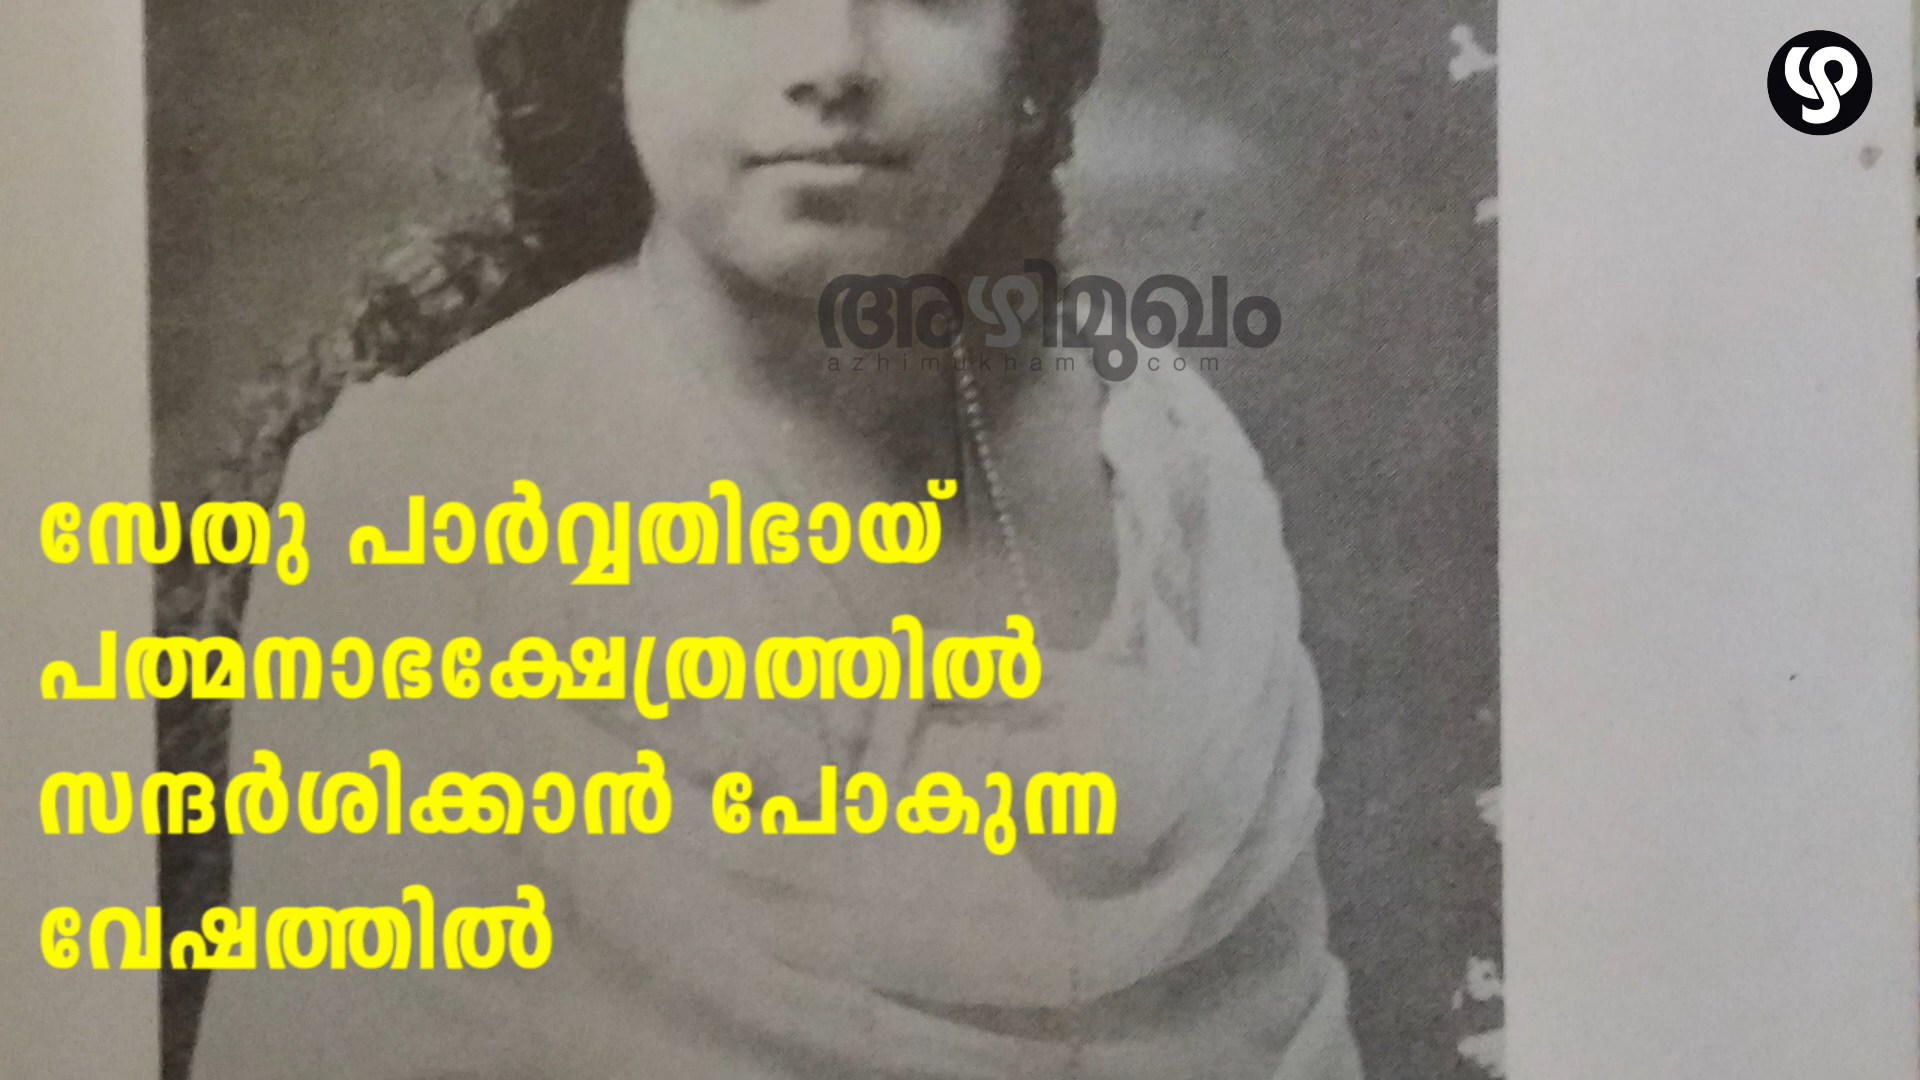 അഴിമുഖം
azhimukham.com
സേതു പാർവ്വതിഭായ്
പത്മനാഭക്ഷേത്രത്തിൽ
സന്ദർശിക്കാൻ പോകുന്ന
വേഷത്തിൽ